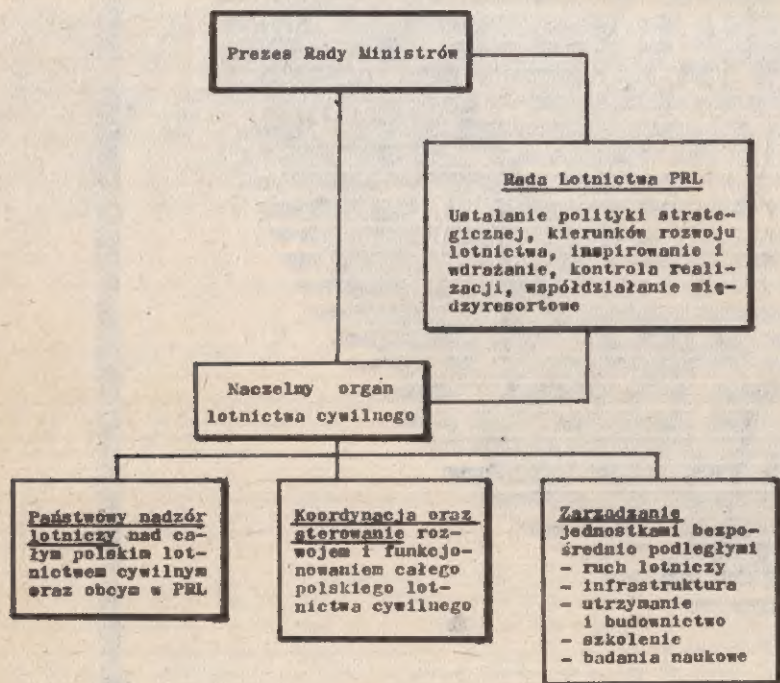 Prezes Rady Ministrów
Rada Lotnictwa PRL
Ustalanie polityki strate-
gicznej, kierunków rozwoju
lotnictwa, inspirowanie i
wdrażanie, kontrola reali-
zacji, współdziałanie mię-
dzyresortowe
Naczelny organ
lotnictwa cywilnego
Państwowy nadzór
lotniczy nad ca-
łym polskim lot-
nictwem cywilnym
oraz obcym w PRL
Koordynacja oraz
sterowanie roz-
wojem i funkcjo-
nowaniem całego
polskiego lot-
nictwa cywilnego
Zarządzanie
jednostkami bezpo-
średnio podległymi
- ruch lotniczy
- infrastruktura
- utrzymanie
i budownictwo
- szkolenie
- badania naukowe